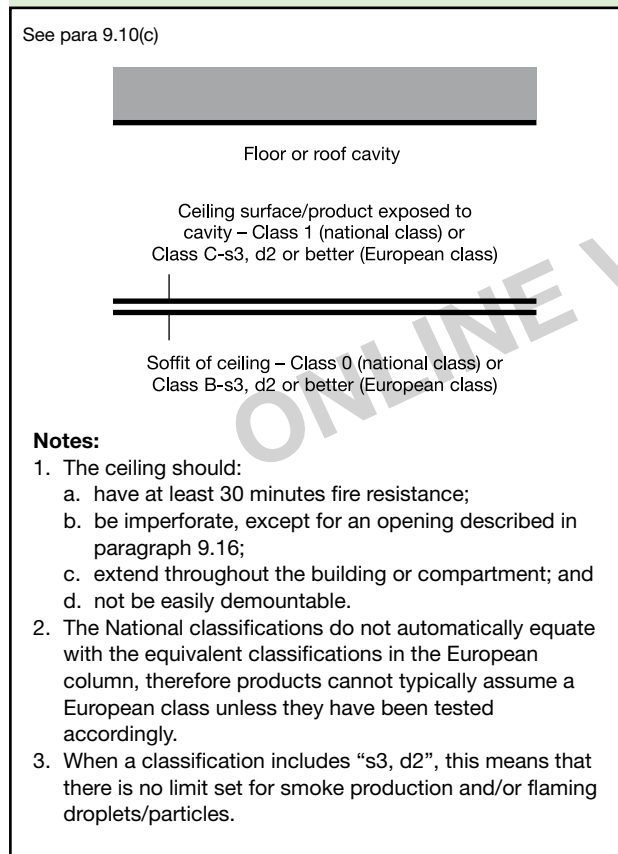 See para 9.10(c)
Floor or roof cavity
Ceiling surface/product exposed to
cavity – Class 1 (national class) or
Class C-s3, d2 or better (European class)
Soffit of ceiling – Class 0 (national class) or
Class B-s3, d2 or better (European class)
ONLINE V
Notes:
1. The ceiling should:
a. have at least 30 minutes fire resistance;
b. be imperforate, except for an opening described in
paragraph 9.16;
c. extend throughout the building or compartment; and
d. not be easily demountable.
2. The National classifications do not automatically equate
with the equivalent classifications in the European
column, therefore products cannot typically assume a
European class unless they have been tested
accordingly.
3. When a classification includes “s3, d2”, this means that
there is no limit set for smoke production and/or flaming
droplets/particles.